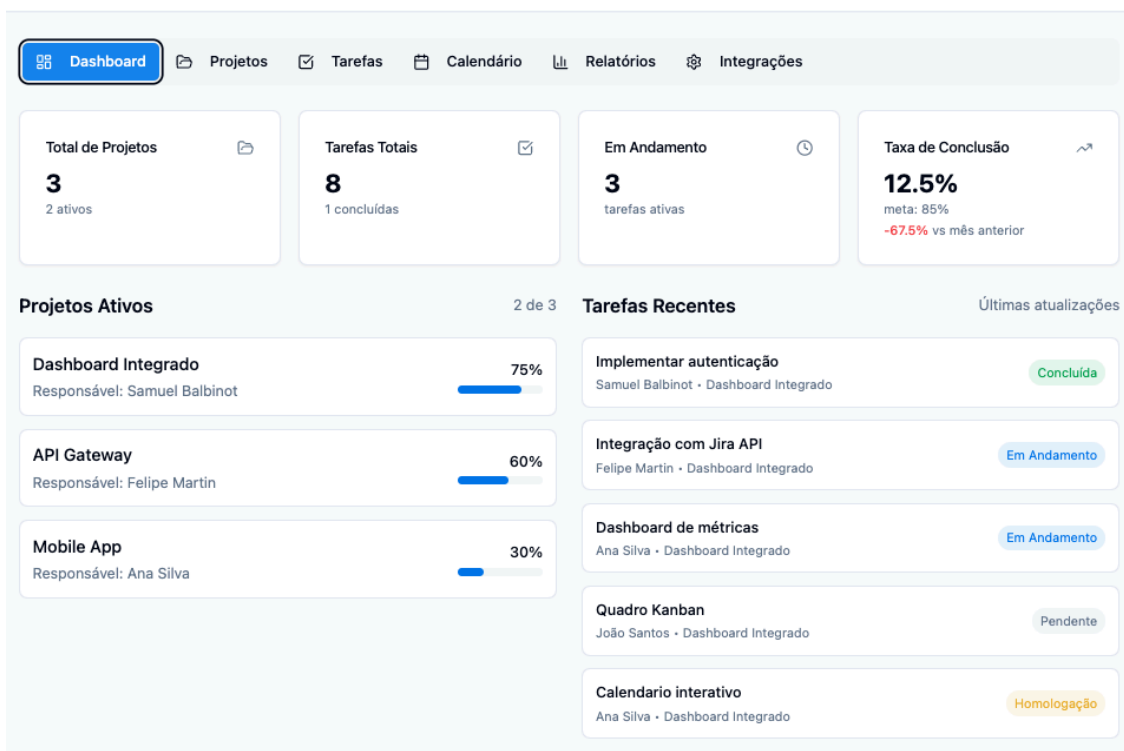 Dashboard Projetos Tarefas Calendário Relatórios Integrações
Total de Projetos
3
2 ativos
Tarefas Totais
8
1 concluídas
Em Andamento
3
tarefas ativas
Taxa de Conclusão
12.5%
meta: 85%
-67.5% vs mês anterior
Projetos Ativos
2 de 3
Dashboard Integrado
Responsável: Samuel Balbinot
75%
API Gateway
Responsável: Felipe Martin
60%
Mobile App
Responsável: Ana Silva
30%
Tarefas Recentes
Últimas atualizações
Implementar autenticação
Samuel Balbinot • Dashboard Integrado
Concluída
Integração com Jira API
Felipe Martin • Dashboard Integrado
Em Andamento
Dashboard de métricas
Ana Silva • Dashboard Integrado
Em Andamento
Quadro Kanban
João Santos • Dashboard Integrado
Pendente
Calendario interativo
Ana Silva • Dashboard Integrado
Homologação